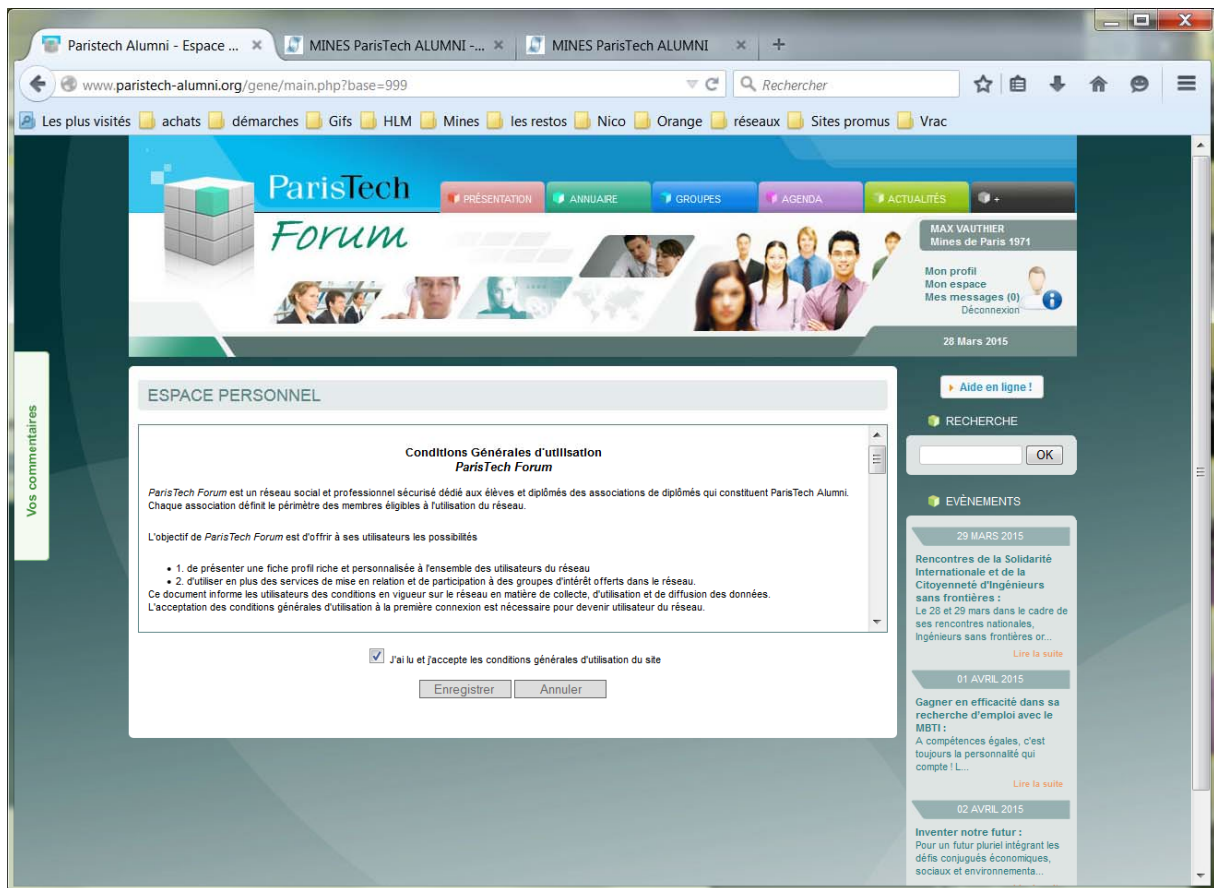 Paristech Alumni - Espace ...
MINES ParisTech ALUMNI -...
MINES ParisTech ALUMNI
www.paristech-alumni.org/gene/main.php?base=999
Rechercher
Les plus visités
achats
démarches
Gifs
HLM
Mines
les restos
Nico
Orange
réseaux
Sites promus
Vrac
ParisTech
Forum
PRÉSENTATION
ANNUAIRE
GROUPES
AGENDA
ACTUALITÉS
+
MAX VAUTHIER
Mines de Paris 1971
Mon profil
Mon espace
Mes messages (0)
Déconnexion
28 Mars 2015
Vos commentaires
ESPACE PERSONNEL
Conditions Générales d'utilisation
ParisTech Forum
ParisTech Forum est un réseau social et professionnel sécurisé dédié aux élèves et diplômés des associations de diplômés qui constituent ParisTech Alumni.
Chaque association définit le périmètre des membres éligibles à l'utilisation du réseau.
L'objectif de ParisTech Forum est d'offrir à ses utilisateurs les possibilités
• 1. de présenter une fiche profil riche et personnalisée à l'ensemble des utilisateurs du réseau
• 2. d'utiliser en plus des services de mise en relation et de participation à des groupes d'intérêt offerts dans le réseau.
Ce document informe les utilisateurs des conditions en vigueur sur le réseau en matière de collecte, d'utilisation et de diffusion des données.
L'acceptation des conditions générales d'utilisation à la première connexion est nécessaire pour devenir utilisateur du réseau.
J'ai lu et j'accepte les conditions générales d'utilisation du site
Enregistrer
Annuler
Aide en ligne !
RECHERCHE
OK
EVÈNEMENTS
29 MARS 2015
Rencontres de la Solidarité
Internationale et de la
Citoyenneté d'Ingénieurs
sans frontières :
Le 28 et 29 mars dans le cadre de
ses rencontres nationales,
Ingénieurs sans frontières or...
Lire la suite
01 AVRIL 2015
Gagner en efficacité dans sa
recherche d'emploi avec le
MBTI :
A compétences égales, c'est
toujours la personnalité qui
compte ! L...
Lire la suite
02 AVRIL 2015
Inventer notre futur :
Pour un futur pluriel intégrant les
défis conjugués économiques,
sociaux et environnementa...